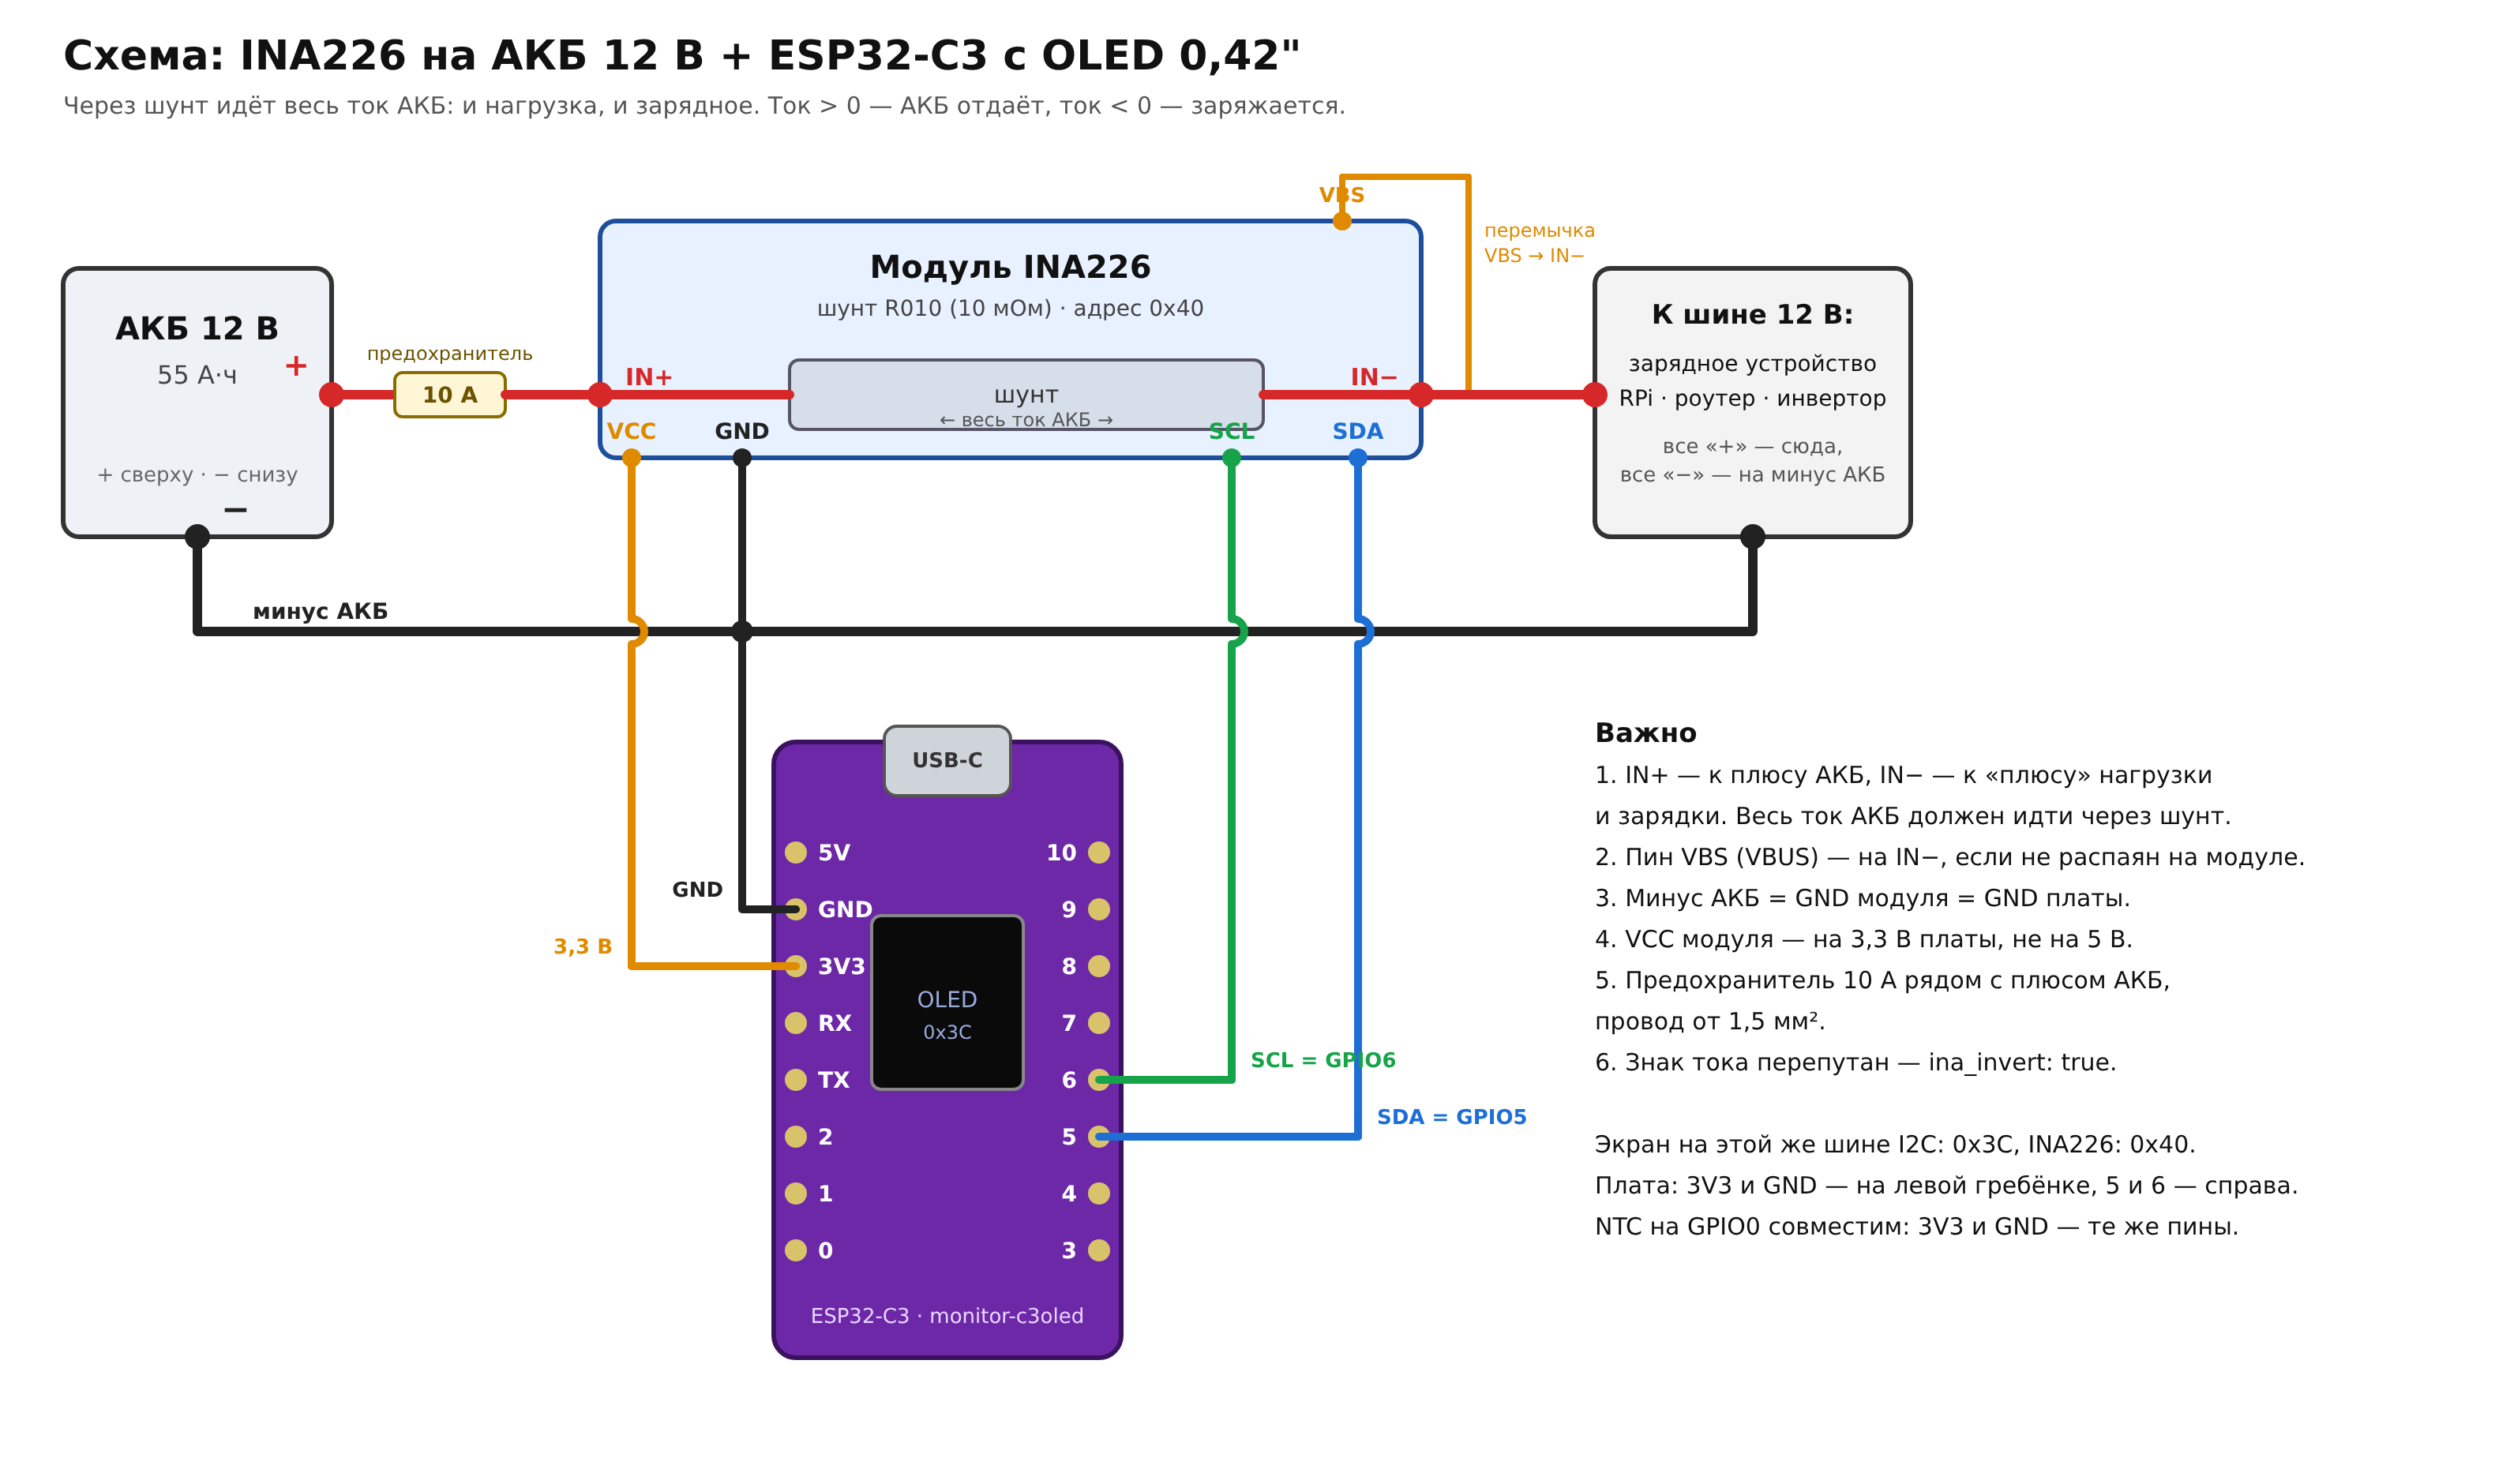 Схема: INA226 на АКБ 12 В + ESP32-C3 с OLED 0,42"
Через шунт идёт весь ток АКБ: и нагрузка, и зарядное. Ток > 0 — АКБ отдаёт, ток < 0 — заряжается.
VBS
перемычка
VBS → IN−
Модуль INA226
шунт R010 (10 мОм) · адрес 0x40
АКБ 12 В
55 А·ч
+
+ сверху · − снизу
−
предохранитель
10 А
IN+
IN−
шунт
← весь ток АКБ →
VCC
GND
SCL
SDA
К шине 12 В:
зарядное устройство
RPi · роутер · инвертор
все «+» — сюда,
все «−» — на минус АКБ
минус АКБ
USB-C
5V
GND
3V3
RX
TX
2
1
0
10
9
8
7
6
5
4
3
GND
3,3 В
OLED
0x3C
SCL = GPIO6
SDA = GPIO5
ESP32-C3 · monitor-c3oled
Важно
1. IN+ — к плюсу АКБ, IN− — к «плюсу» нагрузки
и зарядки. Весь ток АКБ должен идти через шунт.
2. Пин VBS (VBUS) — на IN−, если не распаян на модуле.
3. Минус АКБ = GND модуля = GND платы.
4. VCC модуля — на 3,3 В платы, не на 5 В.
5. Предохранитель 10 А рядом с плюсом АКБ,
провод от 1,5 мм².
6. Знак тока перепутан — ina_invert: true.
Экран на этой же шине I2C: 0x3C, INA226: 0x40.
Плата: 3V3 и GND — на левой гребёнке, 5 и 6 — справа.
NTC на GPIO0 совместим: 3V3 и GND — те же пины.